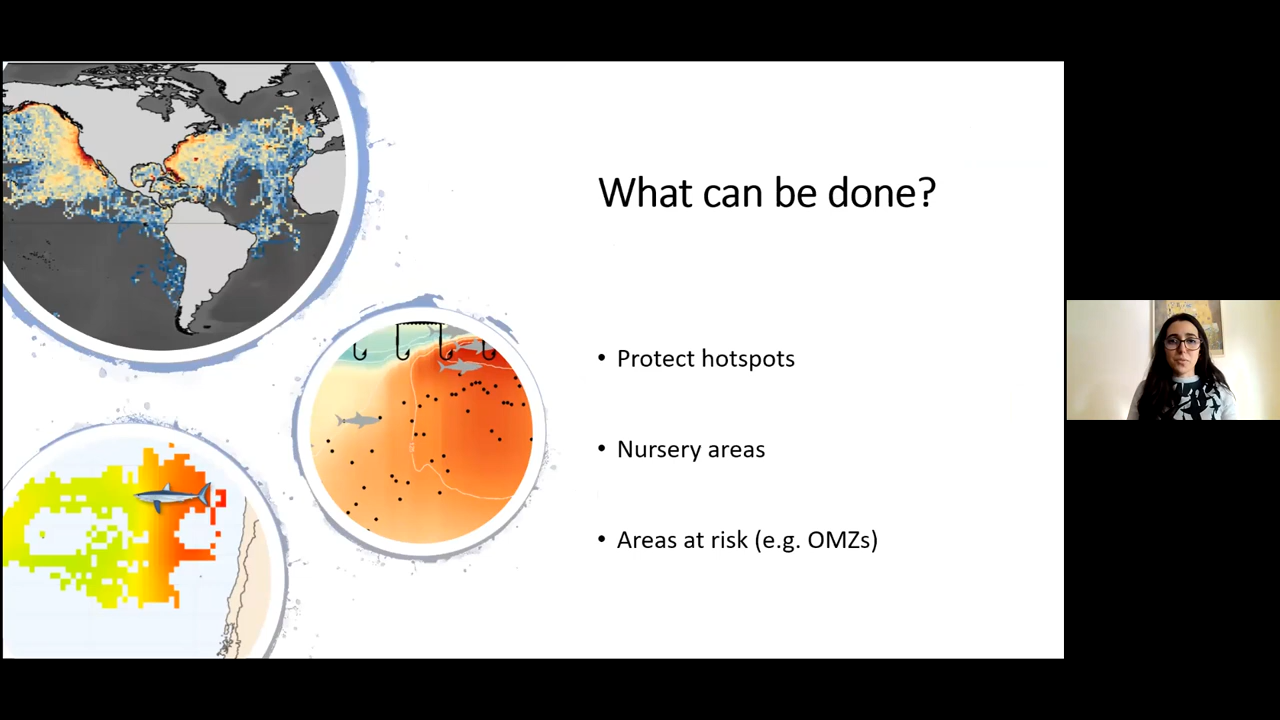 What can be done?
• Protect hotspots
• Nursery areas
• Areas at risk (e.g. OMZs)